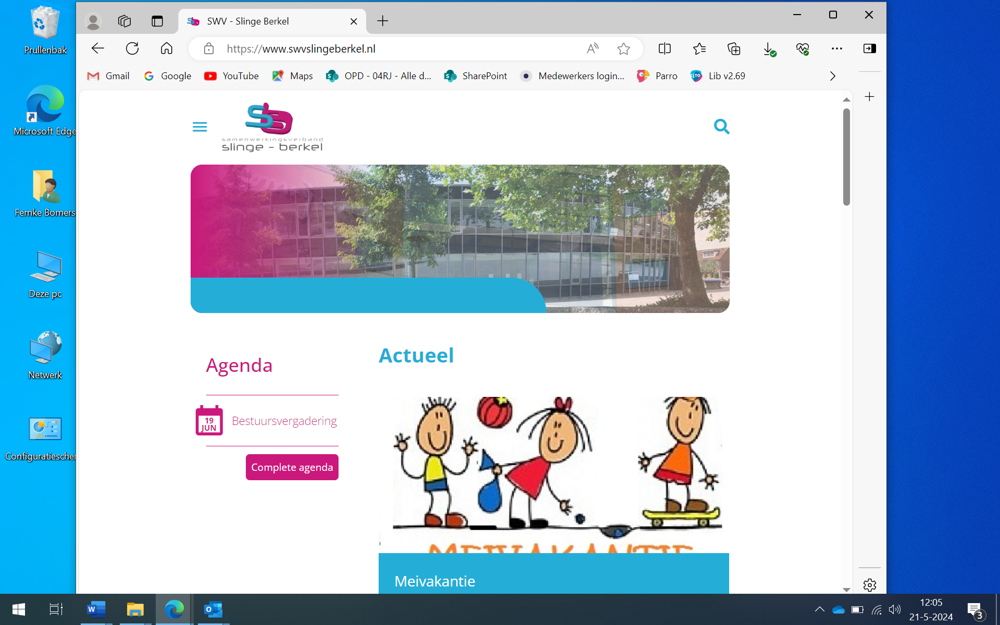 Prullenbak
Microsoft Edge
Femke Bomers
Deze pc
Netwerk
Configuratiescher
SWV - Slinge Berkel
https://www.swvslingeberkel.nl
Gmail
Google
YouTube
Maps
OPD - 04RJ - Alle d...
SharePoint
Medewerkers login...
Parro
Lib v2.69
samenwerkingsverband
slinge - berkel
Agenda
19
JUN
Bestuursvergadering
Complete agenda
Actueel
MEIVAKANTIE
Meivakantie
12:05
21-5-2024
3